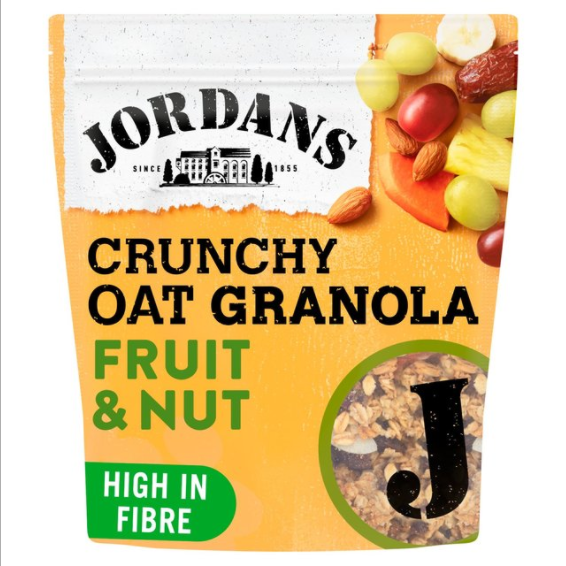 JORDANS
SINCE 1855
CRUNCHY
OAT GRANOLA
FRUIT
& NUT
J
HIGH IN
FIBRE